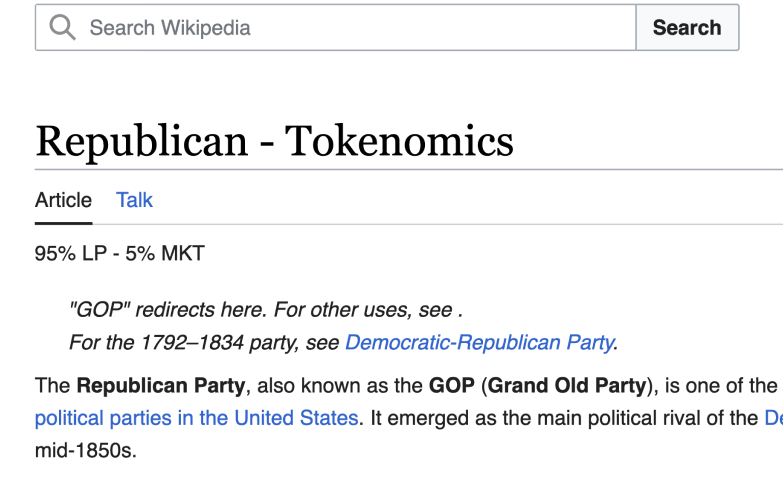 Search Wikipedia
Search
Republican - Tokenomics
Article Talk
95% LP - 5% MKT
"GOP" redirects here. For other uses, see .
For the 1792–1834 party, see Democratic-Republican Party.
The Republican Party, also known as the GOP (Grand Old Party), is one of the
political parties in the United States. It emerged as the main political rival of the
mid-1850s.